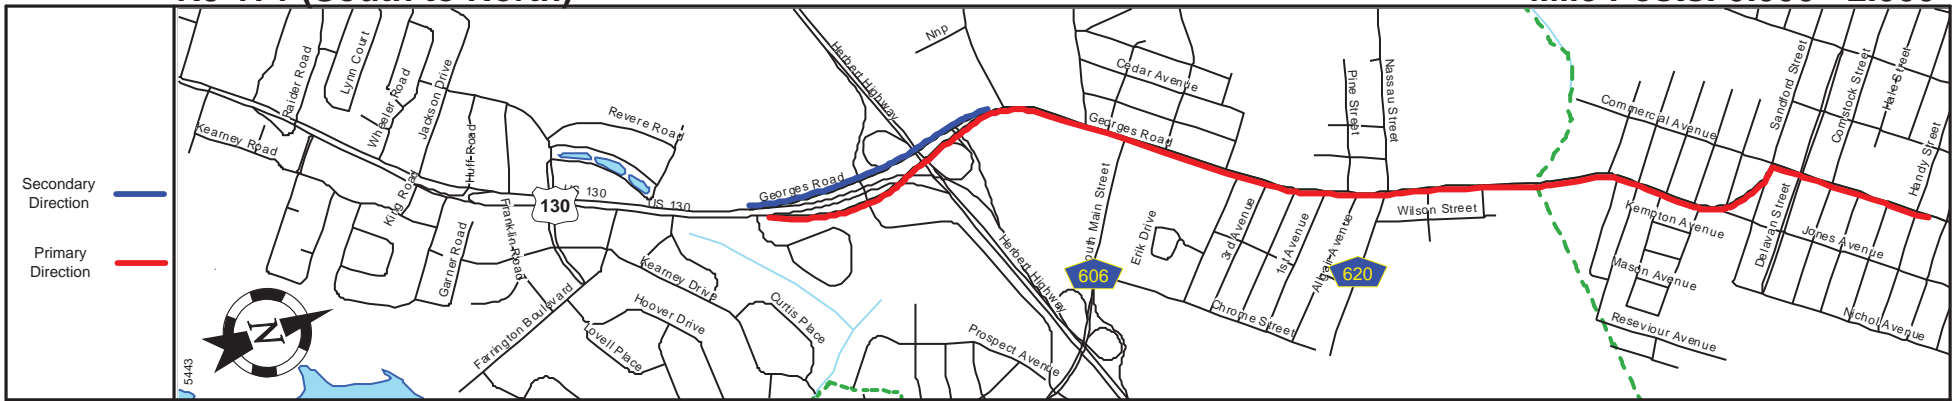 Secondary
Direction
Primary
Direction
5443
N
Raider Road
Lynn Court
Wheeler Road
Jackson Drive
Kearney Road
King Road
Huff Road
Garner Road
Franklin Road
Revere Road
US 130
130
US 130
Georges Road
Kearney Drive
Hoover Drive
Farrington Boulevard
Lovell Place
Curtis Place
Herbert Highway
Nnp
Herbert Highway
Prospect Avenue
Cedar Avenue
Georges Road
South Main Street
606
Erik Drive
3rd Avenue
1st Avenue
Chrome Street
620
Pine Street
Nassau Street
Wilson Street
Commercial Avenue
Sandford Street
Comstock Street
Hale Street
Handy Street
Kempton Avenue
Mason Avenue
Delavan Street
Jones Avenue
Nichol Avenue
Reseviour Avenue